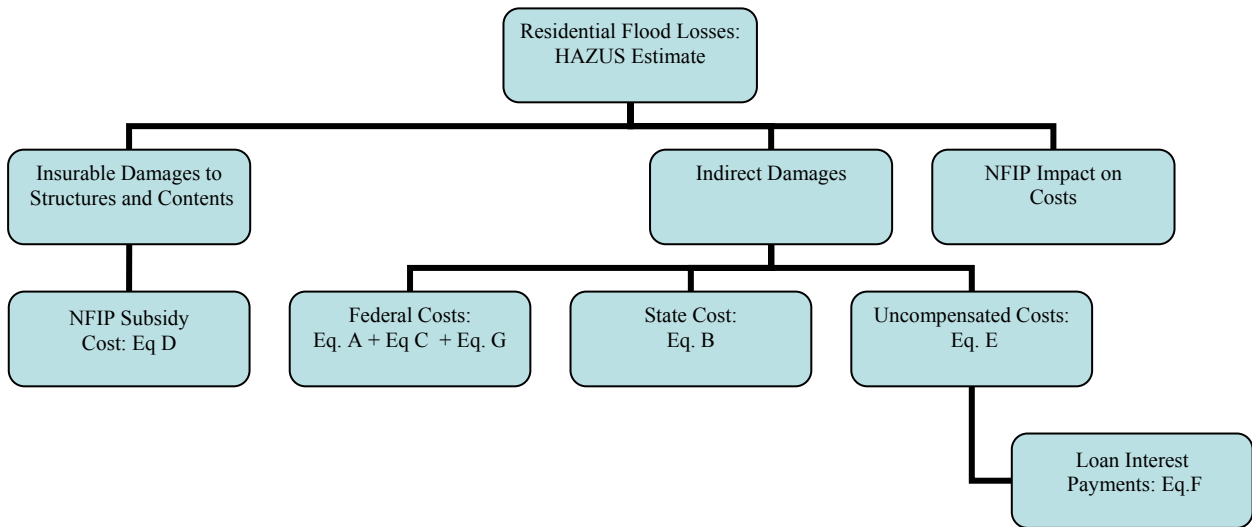 Residential Flood Losses:
HAZUS Estimate
Insurable Damages to
Structures and Contents
Indirect Damages
NFIP Impact on
Costs
NFIP Subsidy
Cost: Eq D
Federal Costs:
Eq. A + Eq C + Eq. G
State Cost:
Eq. B
Uncompensated Costs:
Eq. E
Loan Interest
Payments: Eq.F